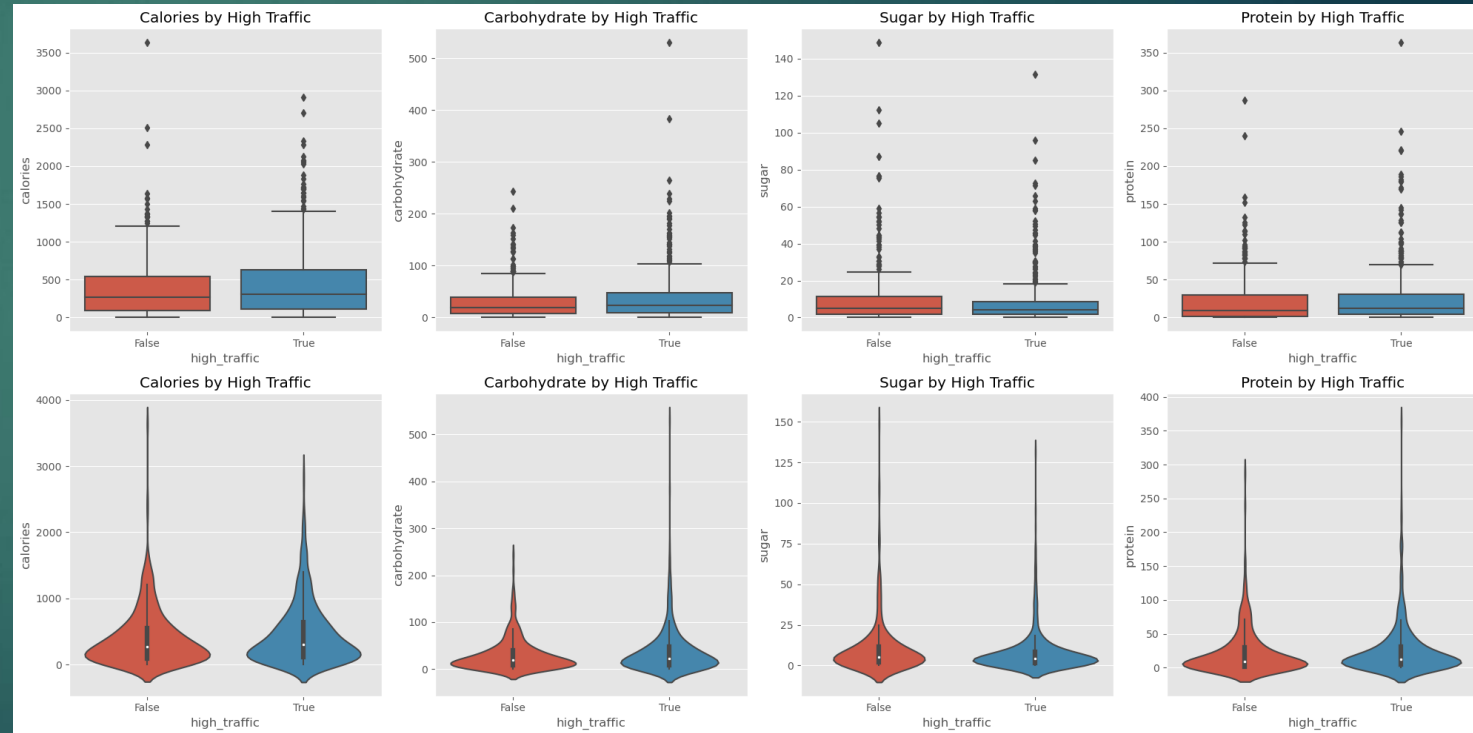 Calories by High Traffic
3500
3000
2500
2000
1500
1000
500
0
calories
False True
high_traffic
Carbohydrate by High Traffic
500
400
300
200
100
0
carbohydrate
False True
high_traffic
Sugar by High Traffic
140
120
100
80
60
40
20
0
sugar
False True
high_traffic
Protein by High Traffic
350
300
250
200
150
100
50
0
protein
False True
high_traffic
Calories by High Traffic
4000
3000
2000
1000
0
calories
False True
high_traffic
Carbohydrate by High Traffic
500
400
300
200
100
0
carbohydrate
False True
high_traffic
Sugar by High Traffic
150
125
100
75
50
25
0
sugar
False True
high_traffic
Protein by High Traffic
400
350
300
250
200
150
100
50
0
protein
False True
high_traffic